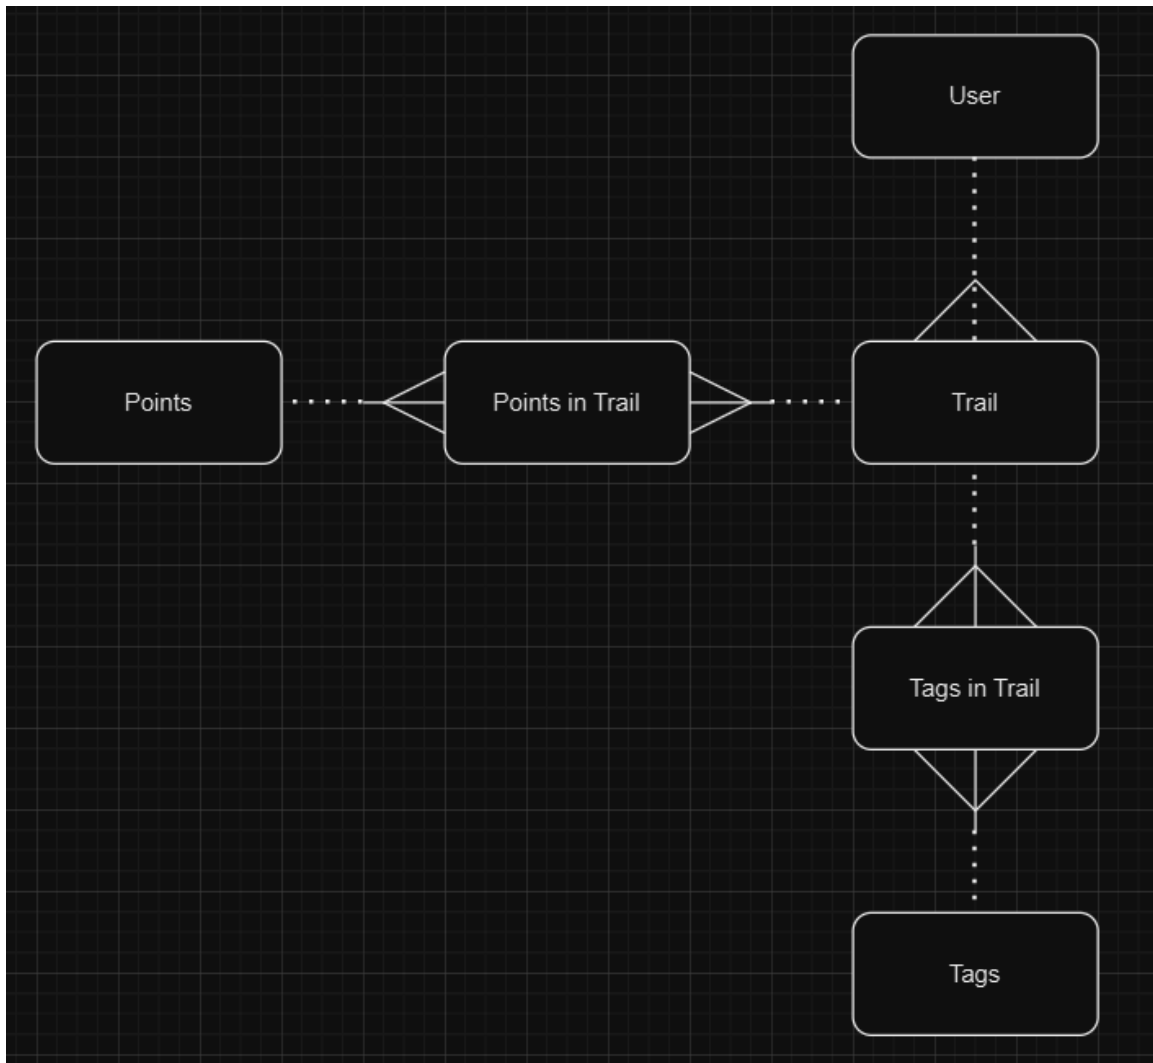 User
Points
Points in Trail
Trail
Tags in Trail
Tags